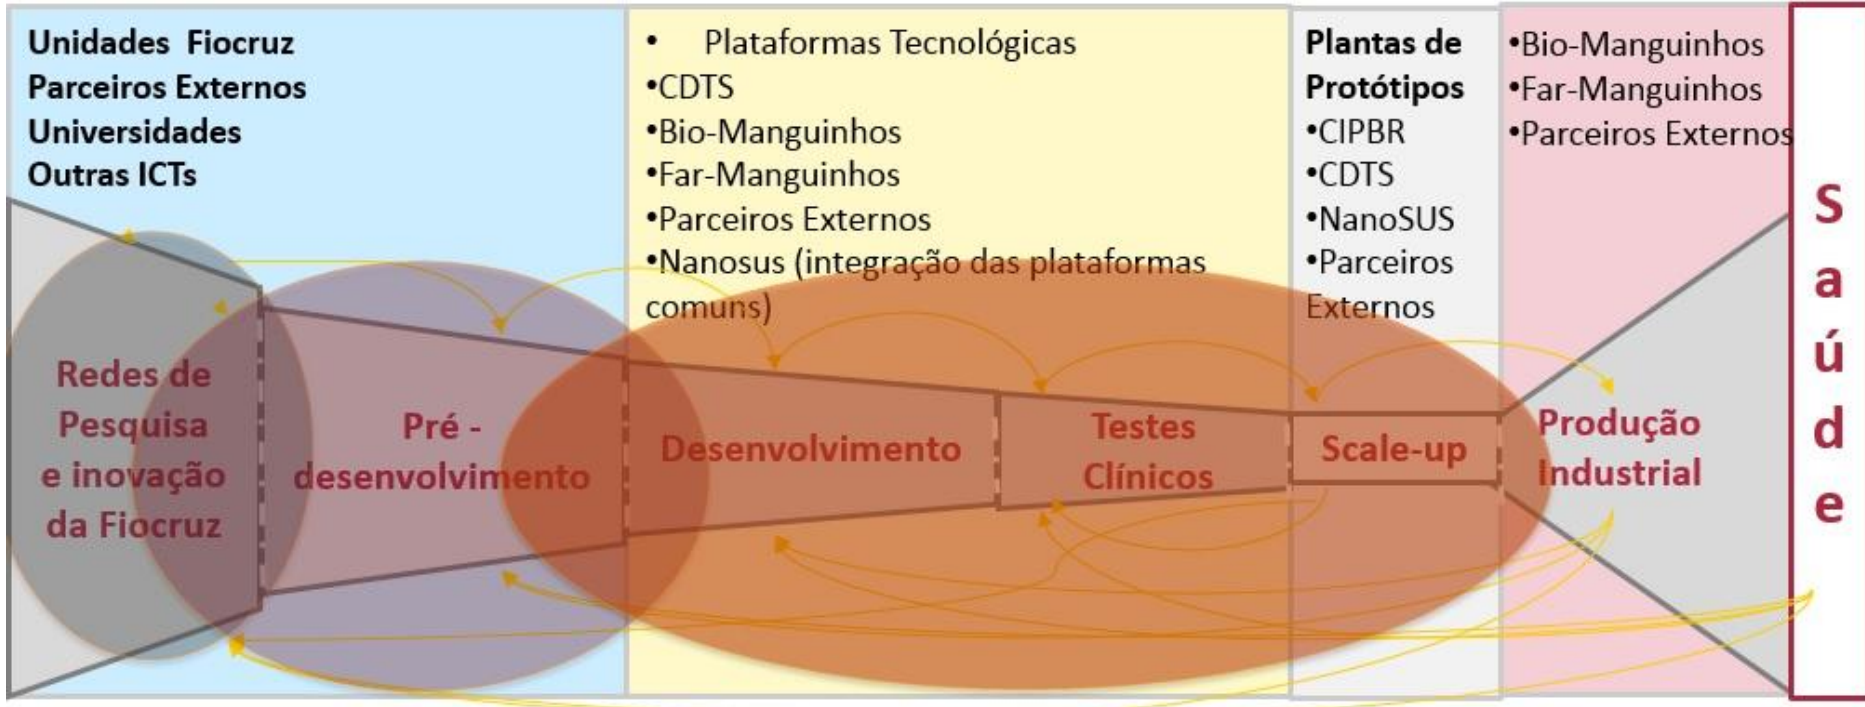 Unidades Fiocruz
Parceiros Externos
Universidades
Outras ICTs
• Plataformas Tecnológicas
•CDTS
•Bio-Manguinhos
•Far-Manguinhos
•Parceiros Externos
•Nanosus (integração das plataformas
comuns)
Plantas de
Protótipos
•CIPBR
•CDTS
•NanoSUS
•Parceiros
Externos
•Bio-Manguinhos
•Far-Manguinhos
•Parceiros Externos
Redes de
Pesquisa
e inovação
da Fiocruz
Pré -
desenvolvimento
Desenvolvimento
Testes
Clínicos
Scale-up
Produção
Industrial
S
a
ú
d
e